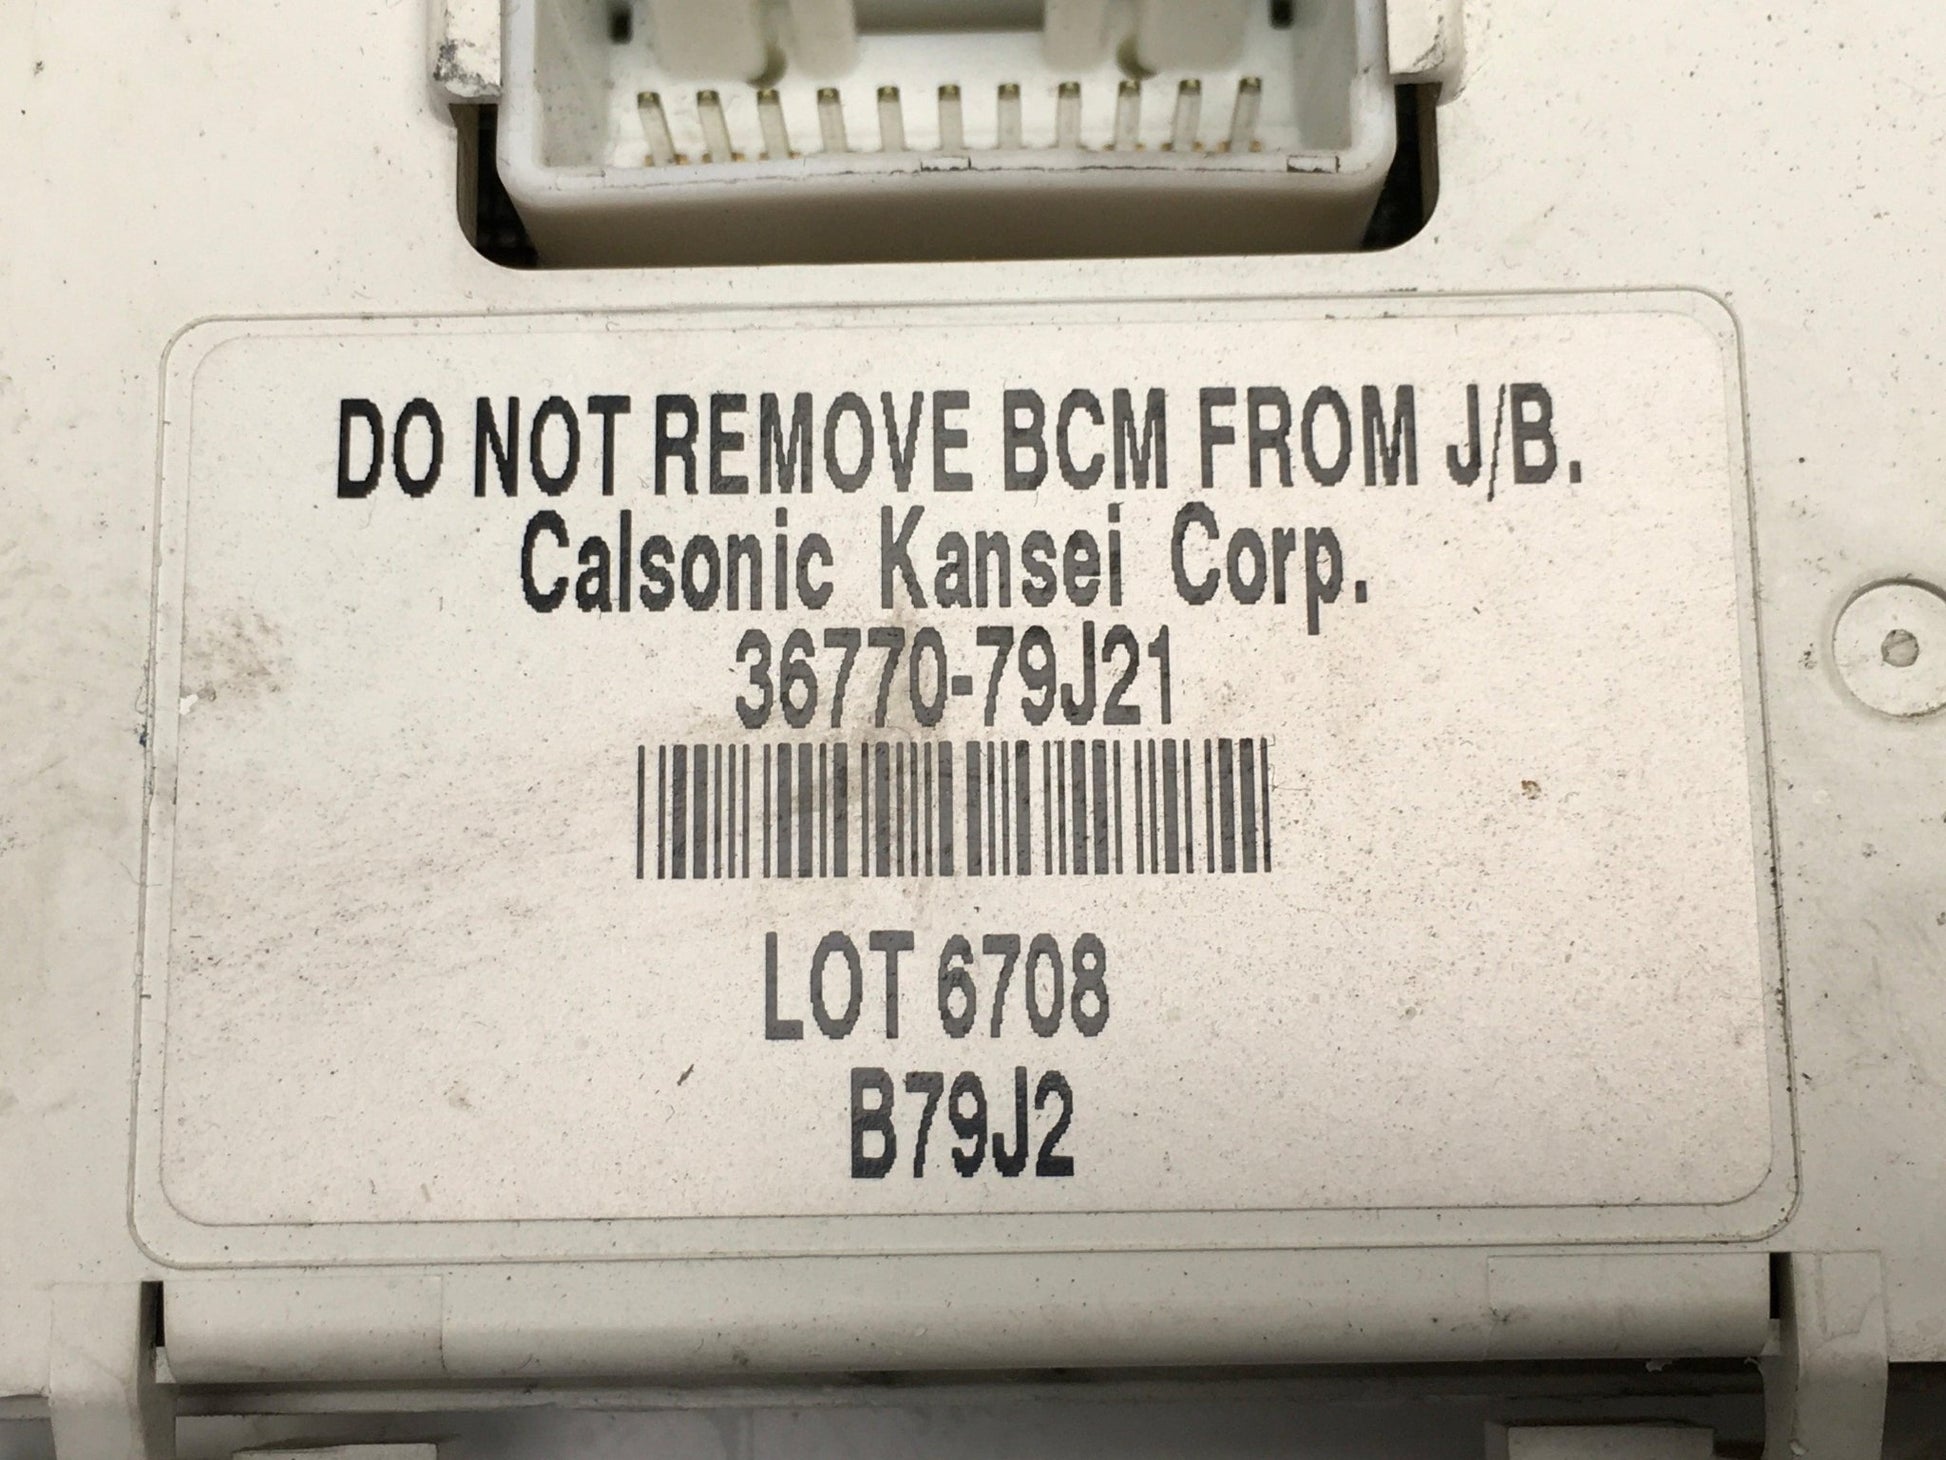 DO NOT REMOVE BCM FROM J/B.
Calsonic Kansei Corp.
36770-79J21
LOT 6708
B79J2